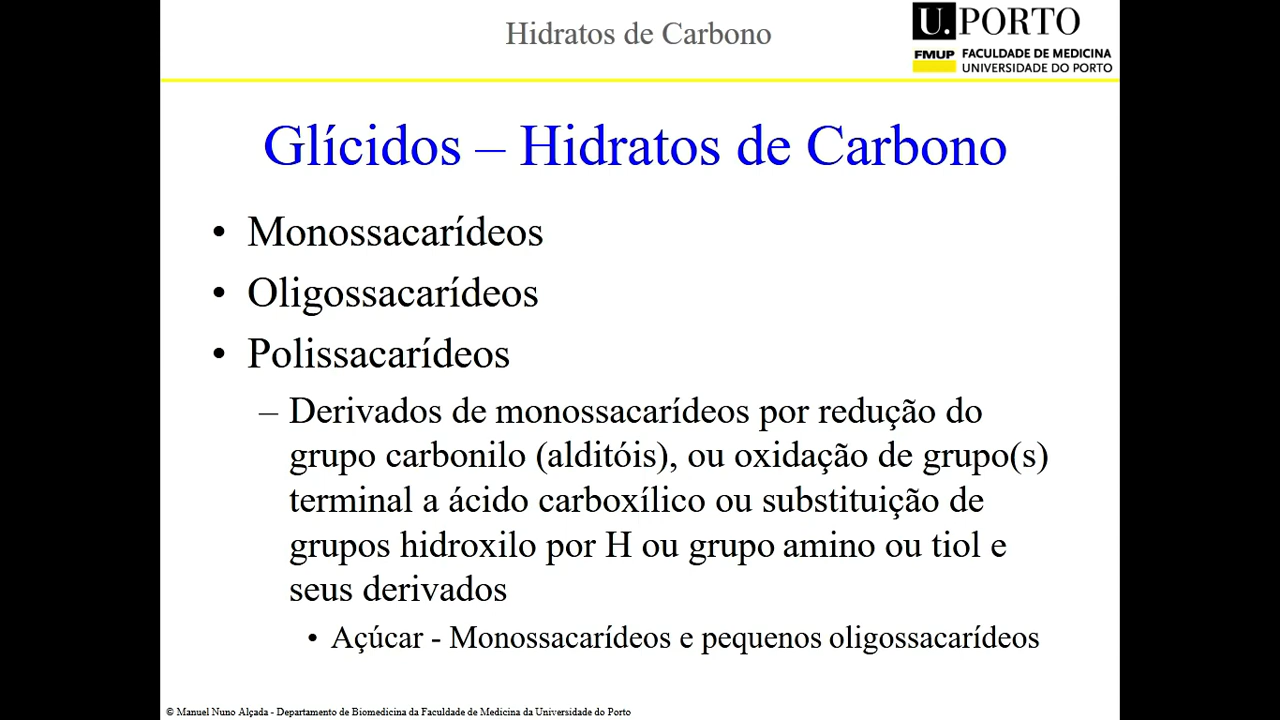 Hidratos de Carbono
U. PORTO
FMUP FACULDADE DE MEDICINA
UNIVERSIDADE DO PORTO
Glícidos – Hidratos de Carbono
• Monossacarídeos
• Oligossacarídeos
• Polissacarídeos
– Derivados de monossacarídeos por redução do
grupo carbonilo (alditóis), ou oxidação de grupo(s)
terminal a ácido carboxílico ou substituição de
grupos hidroxilo por H ou grupo amino ou tiol e
seus derivados
• Açúcar - Monossacarídeos e pequenos oligossacarídeos
© Manuel Nuno Alçada - Departamento de Biomedicina da Faculdade de Medicina da Universidade do Porto